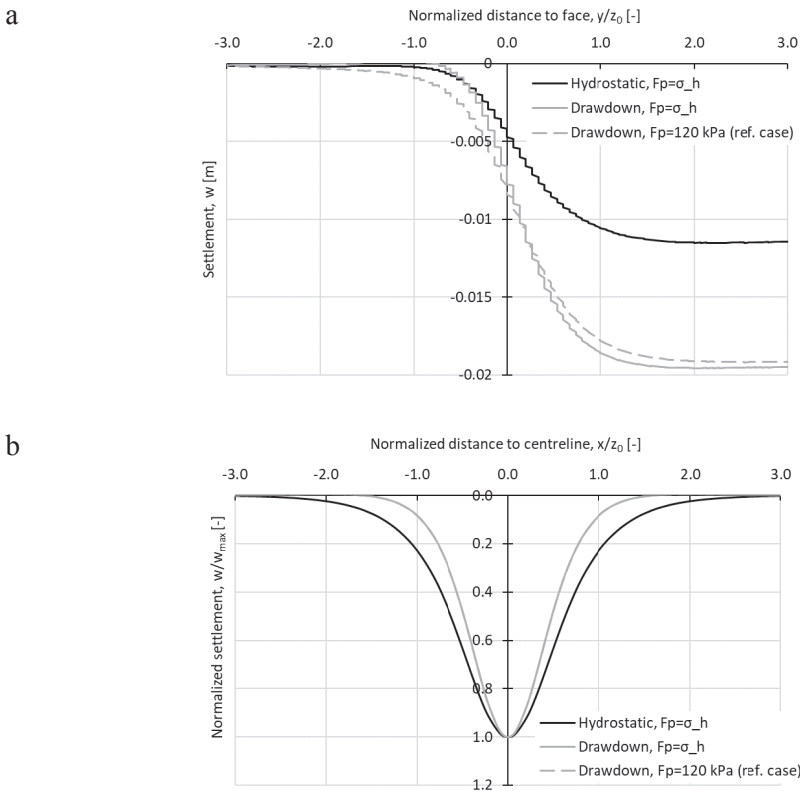 a
Normalized distance to face, y/z₀ [-]
-3.0 -2.0 -1.0 0.0 1.0 2.0 3.0
0
Hydrostatic, Fp=σ_h
Drawdown, Fp=σ_h
Drawdown, Fp=120 kPa (ref. case)
-0.005
-0.01
-0.015
-0.02
Settlement, w [m]
b
Normalized distance to centreline, x/z₀ [-]
-3.0 -2.0 -1.0 0.0 1.0 2.0 3.0
0.0
0.2
0.4
0.6
0.8
1.0
1.2
Normalized settlement, w/wₘₐₓ [-]
Hydrostatic, Fp=σ_h
Drawdown, Fp=σ_h
Drawdown, Fp=120 kPa (ref. case)